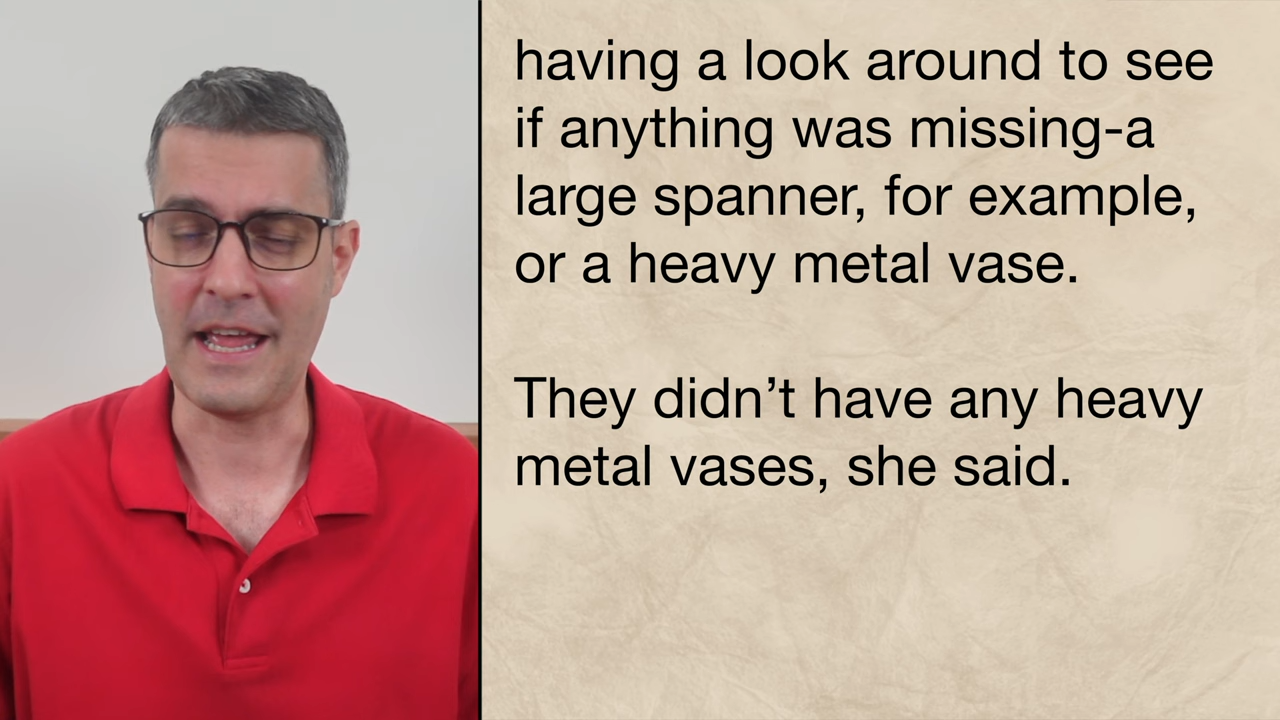 having a look around to see
if anything was missing-a
large spanner, for example,
or a heavy metal vase.
They didn’t have any heavy
metal vases, she said.